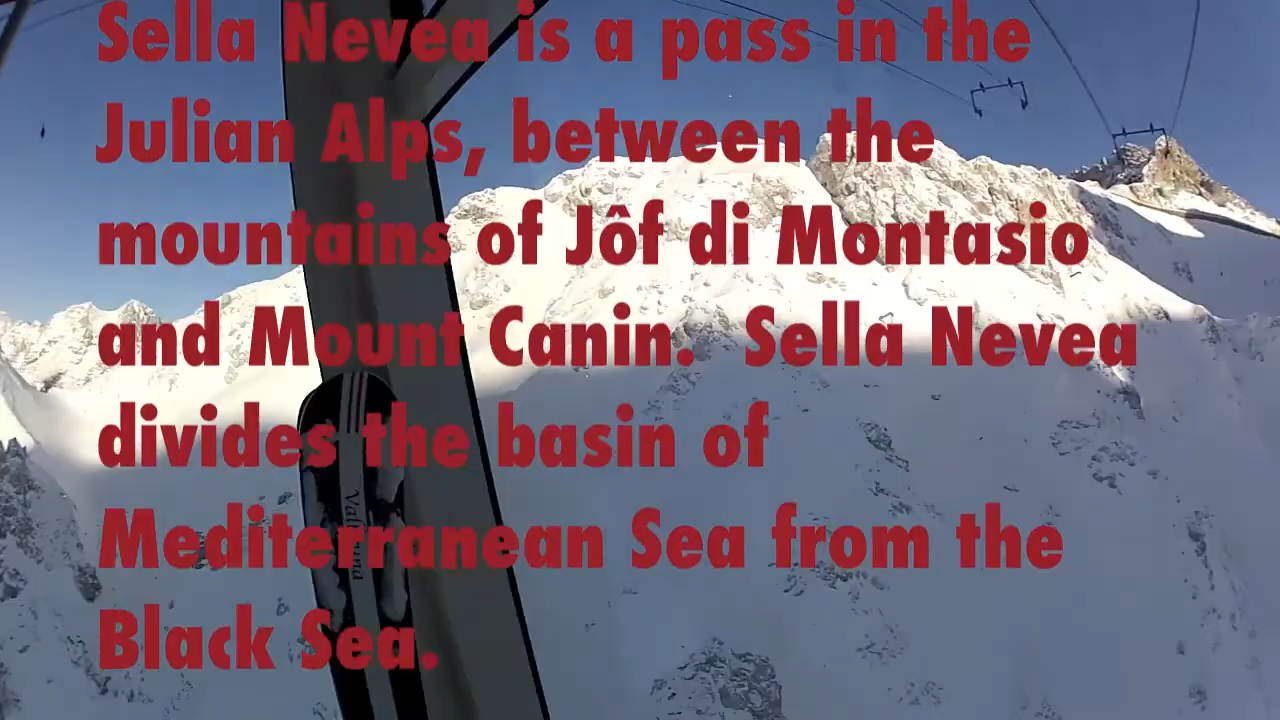 Sella Nevea is a pass in the
Julian Alps, between the
mountains of Jôf di Montasio
and Mount Canin.  Sella Nevea
divides the basin of
Mediterranean Sea from the
Black Sea.